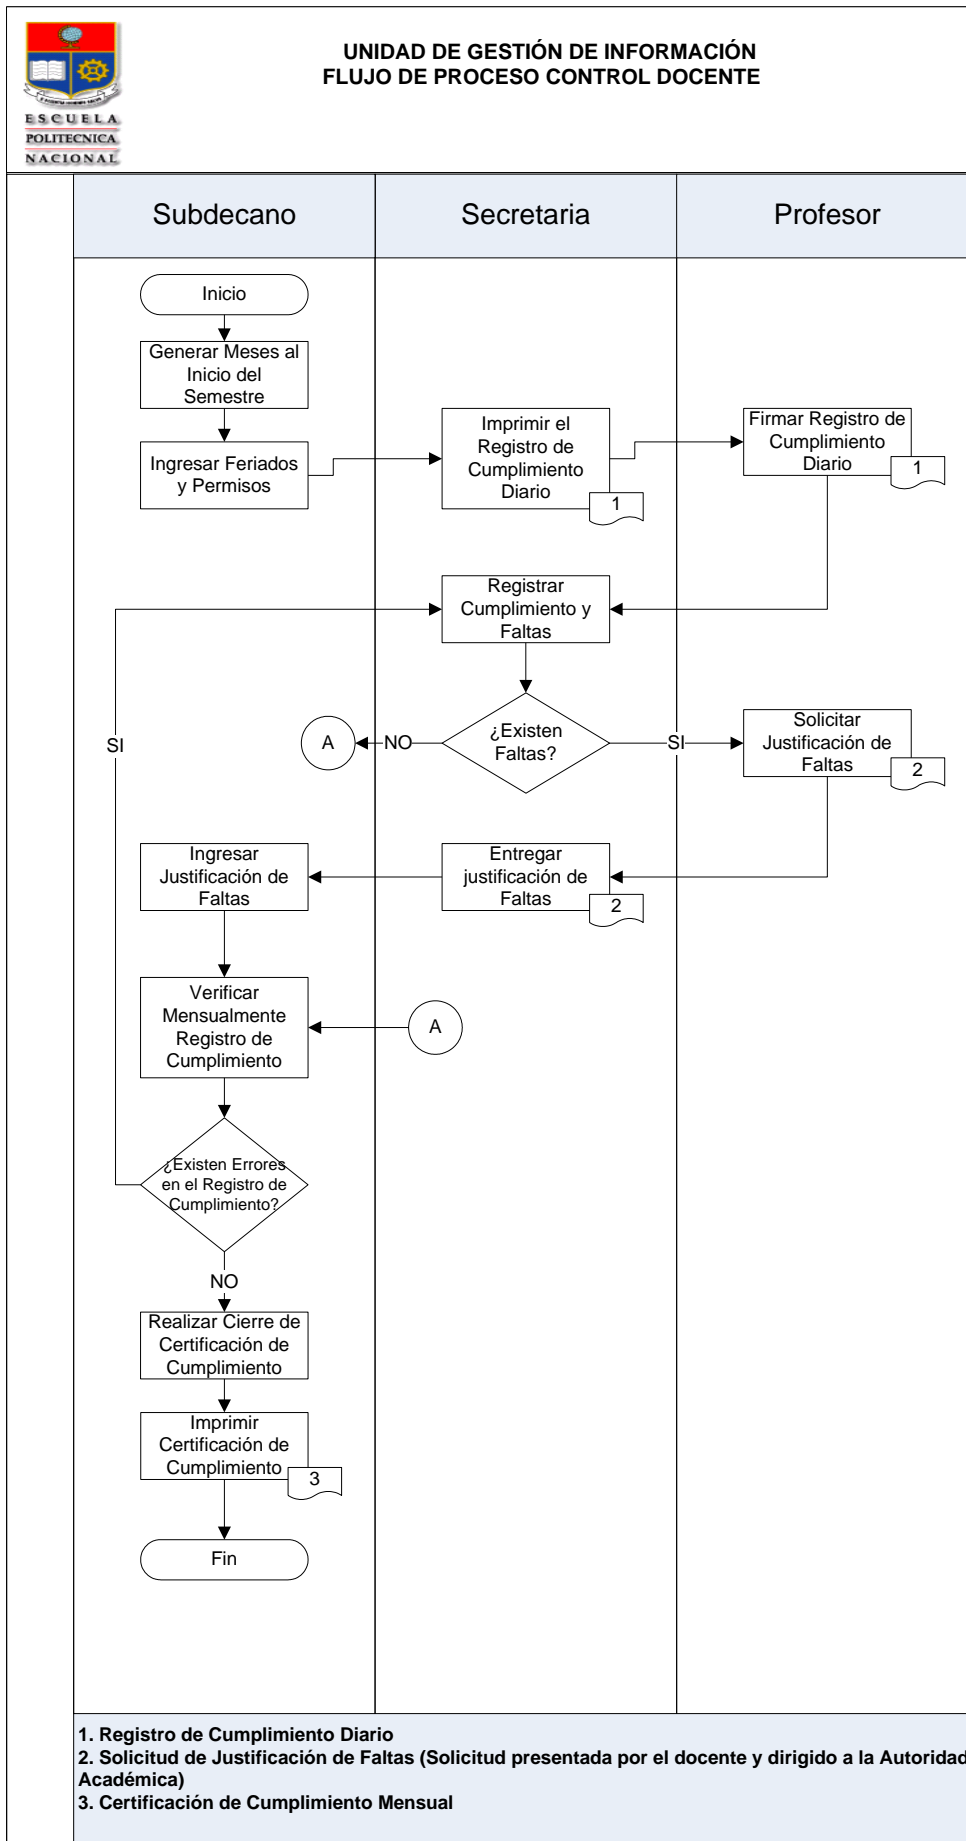 UNIDAD DE GESTIÓN DE INFORMACIÓN
FLUJO DE PROCESO CONTROL DOCENTE
ESCUELA
POLITECNICA
NACIONAL
Subdecano
Secretaria
Profesor
Inicio
Generar Meses al
Inicio del
Semestre
Ingresar Feriados
y Permisos
Imprimir el
Registro de
Cumplimiento
Diario
1
Firmar Registro de
Cumplimiento
Diario
1
Registrar
Cumplimiento y
Faltas
SI
A
NO
¿Existen
Faltas?
SI
Solicitar
Justificación de
Faltas
2
Ingresar
Justificación de
Faltas
Entregar
justificación de
Faltas
2
Verificar
Mensualmente
Registro de
Cumplimiento
A
¿Existen Errores
en el Registro de
Cumplimiento?
NO
Realizar Cierre de
Certificación de
Cumplimiento
Imprimir
Certificación de
Cumplimiento
3
Fin
1. Registro de Cumplimiento Diario
2. Solicitud de Justificación de Faltas (Solicitud presentada por el docente y dirigido a la Autoridad
Académica)
3. Certificación de Cumplimiento Mensual